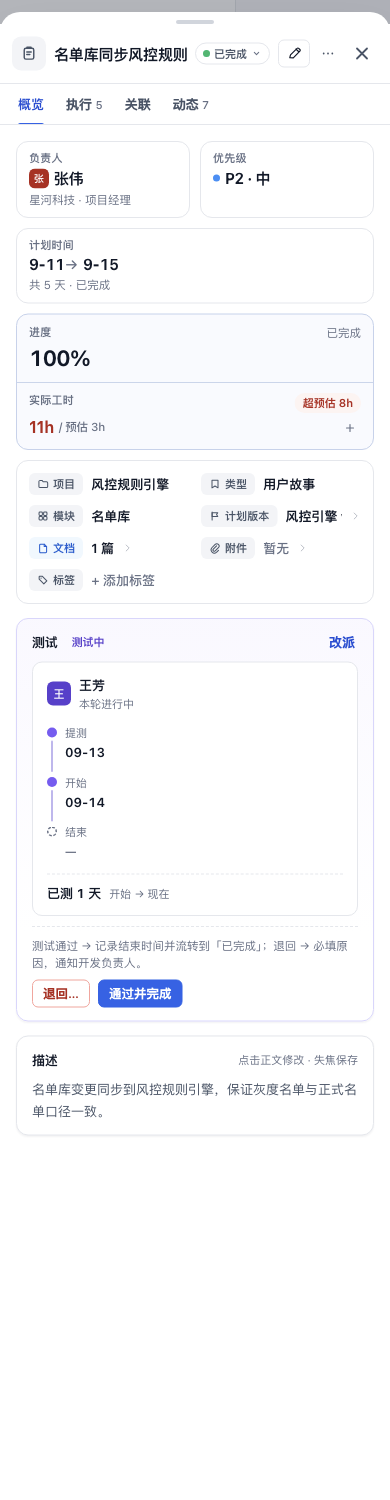 名单库同步风控规则
已完成
概览
执行 5
关联
动态 7
负责人
张 张伟
星河科技 · 项目经理
优先级
P2 · 中
计划时间
9-11→ 9-15
共 5 天 · 已完成
进度
已完成
100%
实际工时
超预估 8h
11h / 预估 3h
+
项目 风控规则引擎
类型 用户故事
模块 名单库
计划版本 风控引擎
文档 1 篇
附件 暂无
标签 + 添加标签
测试 测试中
改派
王 王芳
本轮进行中
提测
09-13
开始
09-14
结束
—
已测 1 天 开始 → 现在
测试通过 → 记录结束时间并流转到「已完成」；退回 → 必填原
因，通知开发负责人。
退回...
通过并完成
描述
点击正文修改 · 失焦保存
名单库变更同步到风控规则引擎，保证灰度名单与正式名
单口径一致。